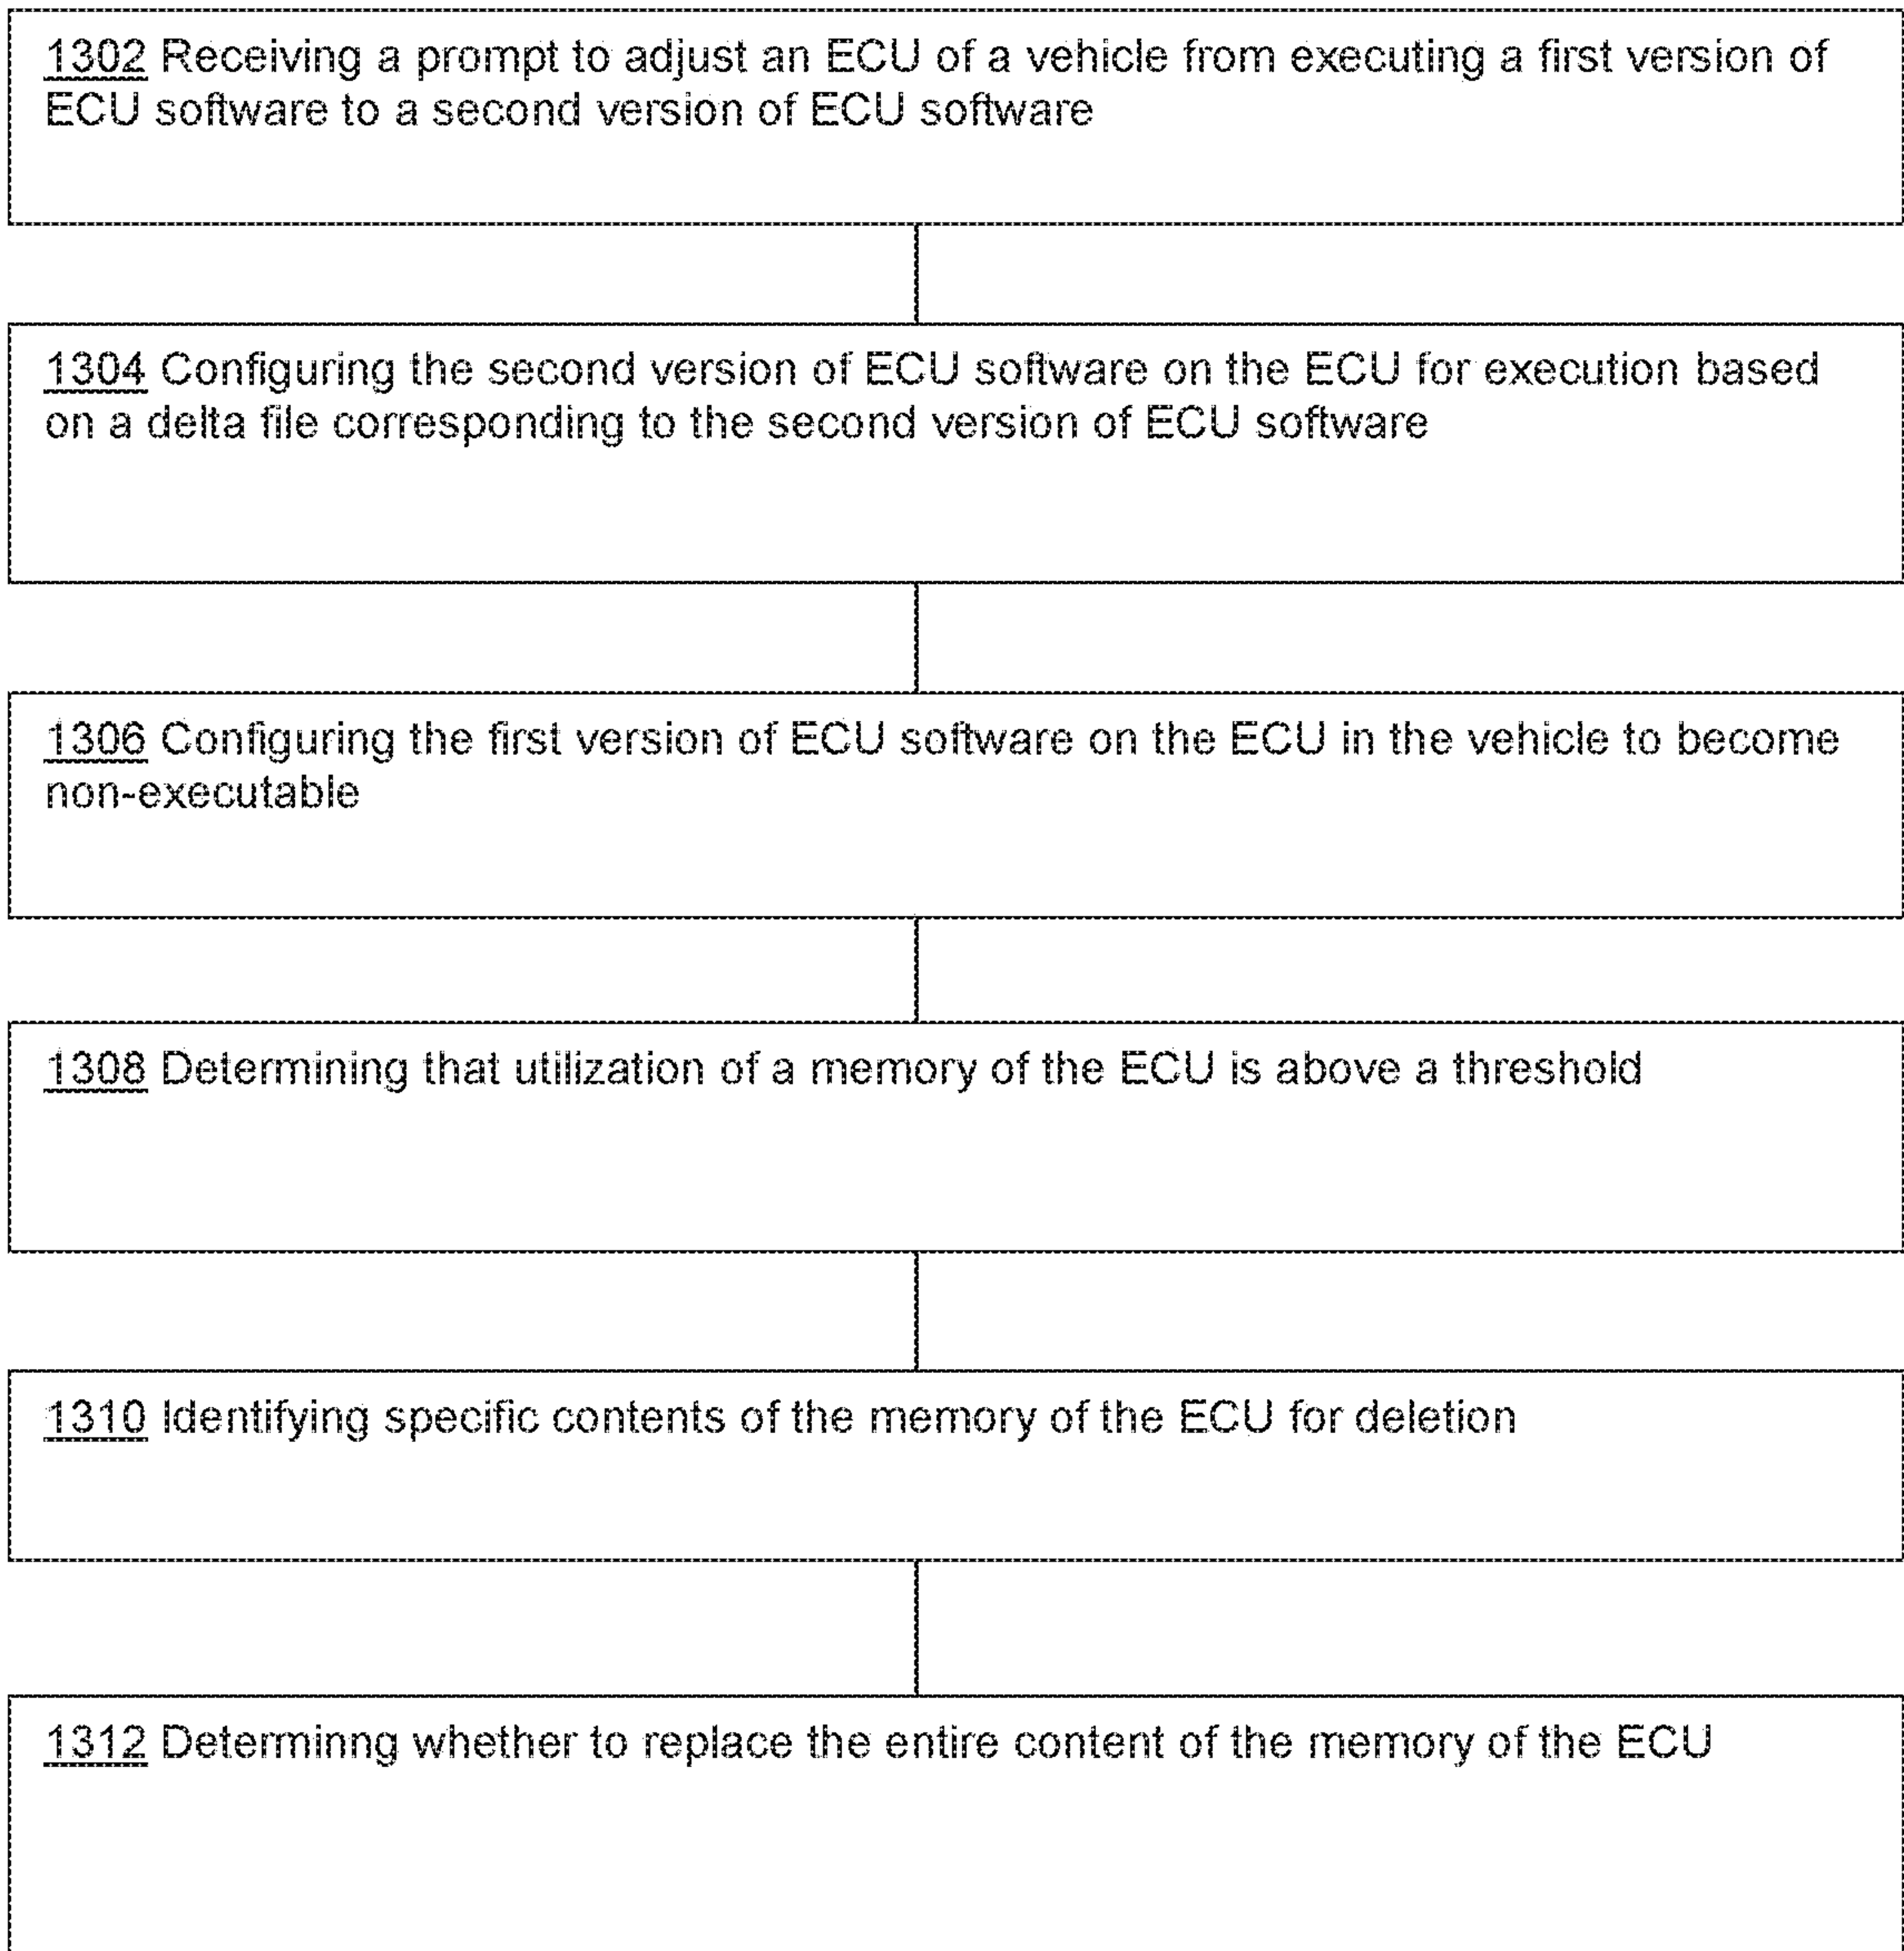 1302 Receiving a prompt to adjust an ECU of a vehicle from executing a first version of
ECU software to a second version of ECU software
1304 Configuring the second version of ECU software on the ECU for execution based
on a delta file corresponding to the second version of ECU software
1306 Configuring the first version of ECU software on the ECU in the vehicle to become
non-executable
1308 Determining that utilization of a memory of the ECU is above a threshold
1310 Identifying specific contents of the memory of the ECU for deletion
1312 Determinng whether to replace the entire content of the memory of the ECU